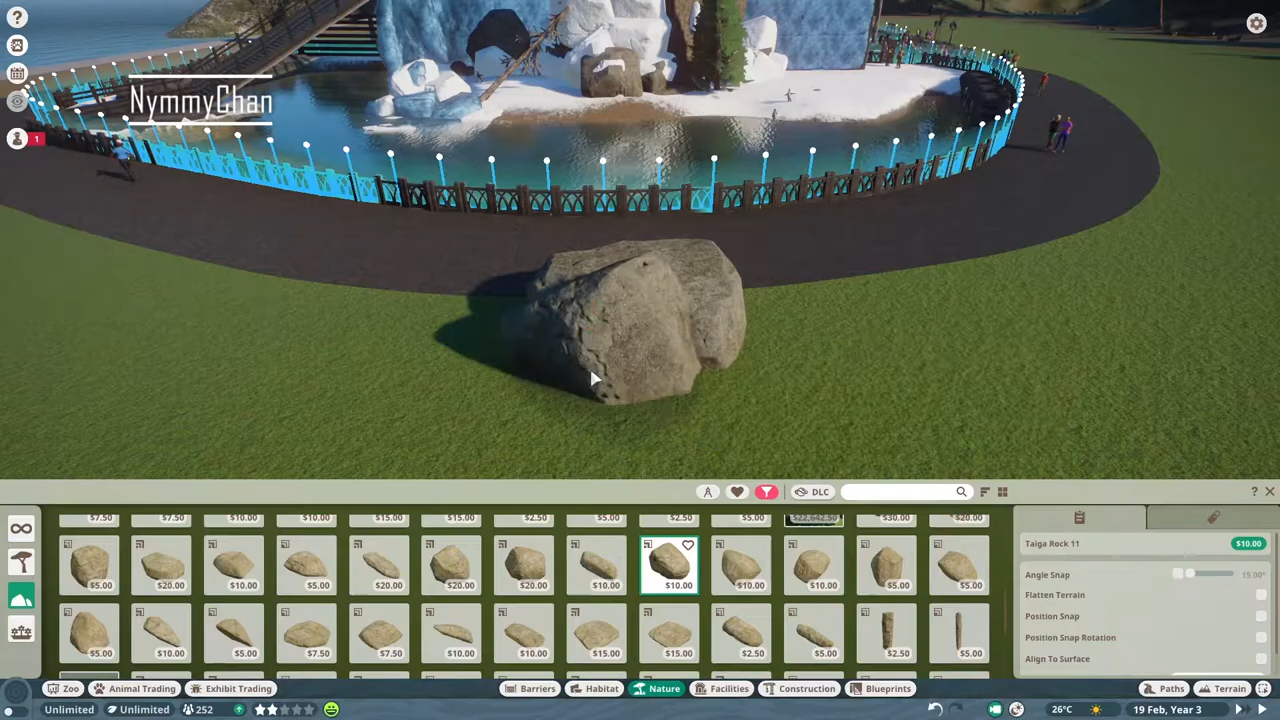 ?
NymmyChan
1
DLC
? ×
$7.50 $7.50 $10.00 $10.00 $15.00 $15.00 $2.50 $5.00 $2.50 $5.00 $22,642.50 $30.00 $20.00
Taiga Rock 11 $10.00
$5.00 $20.00 $10.00 $5.00 $15.00 $20.00 $20.00 $10.00 $10.00 $10.00 $10.00 $5.00 $5.00
Angle Snap 15.00°
Flatten Terrain
Position Snap
Position Snap Rotation
$5.00 $10.00 $5.00 $7.50 $7.50 $10.00 $10.00 $15.00 $15.00 $2.50 $5.00 $2.50 $5.00
Align To Surface
Zoo Animal Trading Exhibit Trading Barriers Habitat Nature Facilities Construction Blueprints Paths Terrain
Unlimited Unlimited 252 26°C 19 Feb, Year 3